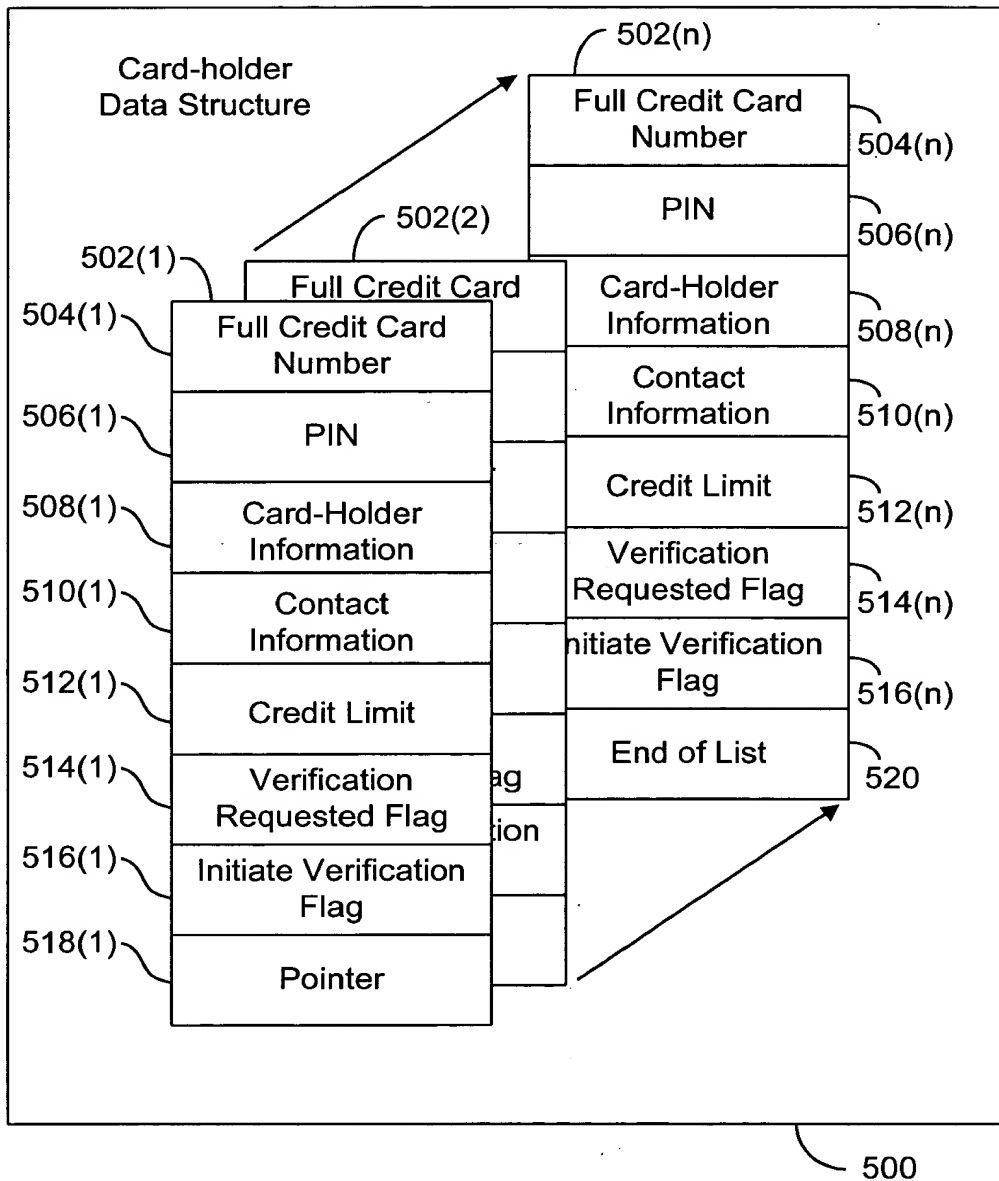 Card-holder
Data Structure
502(n)
Full Credit Card
Number
504(n)
PIN
506(n)
Card-Holder
Information
508(n)
Contact
Information
510(n)
Credit Limit
512(n)
Verification
Requested Flag
514(n)
nitiate Verification
Flag
516(n)
End of List
520
502(2)
Full Credit Card
ag
tion
502(1)
504(1)
Full Credit Card
Number
506(1)
PIN
508(1)
Card-Holder
Information
510(1)
Contact
Information
512(1)
Credit Limit
514(1)
Verification
Requested Flag
516(1)
Initiate Verification
Flag
518(1)
Pointer
500